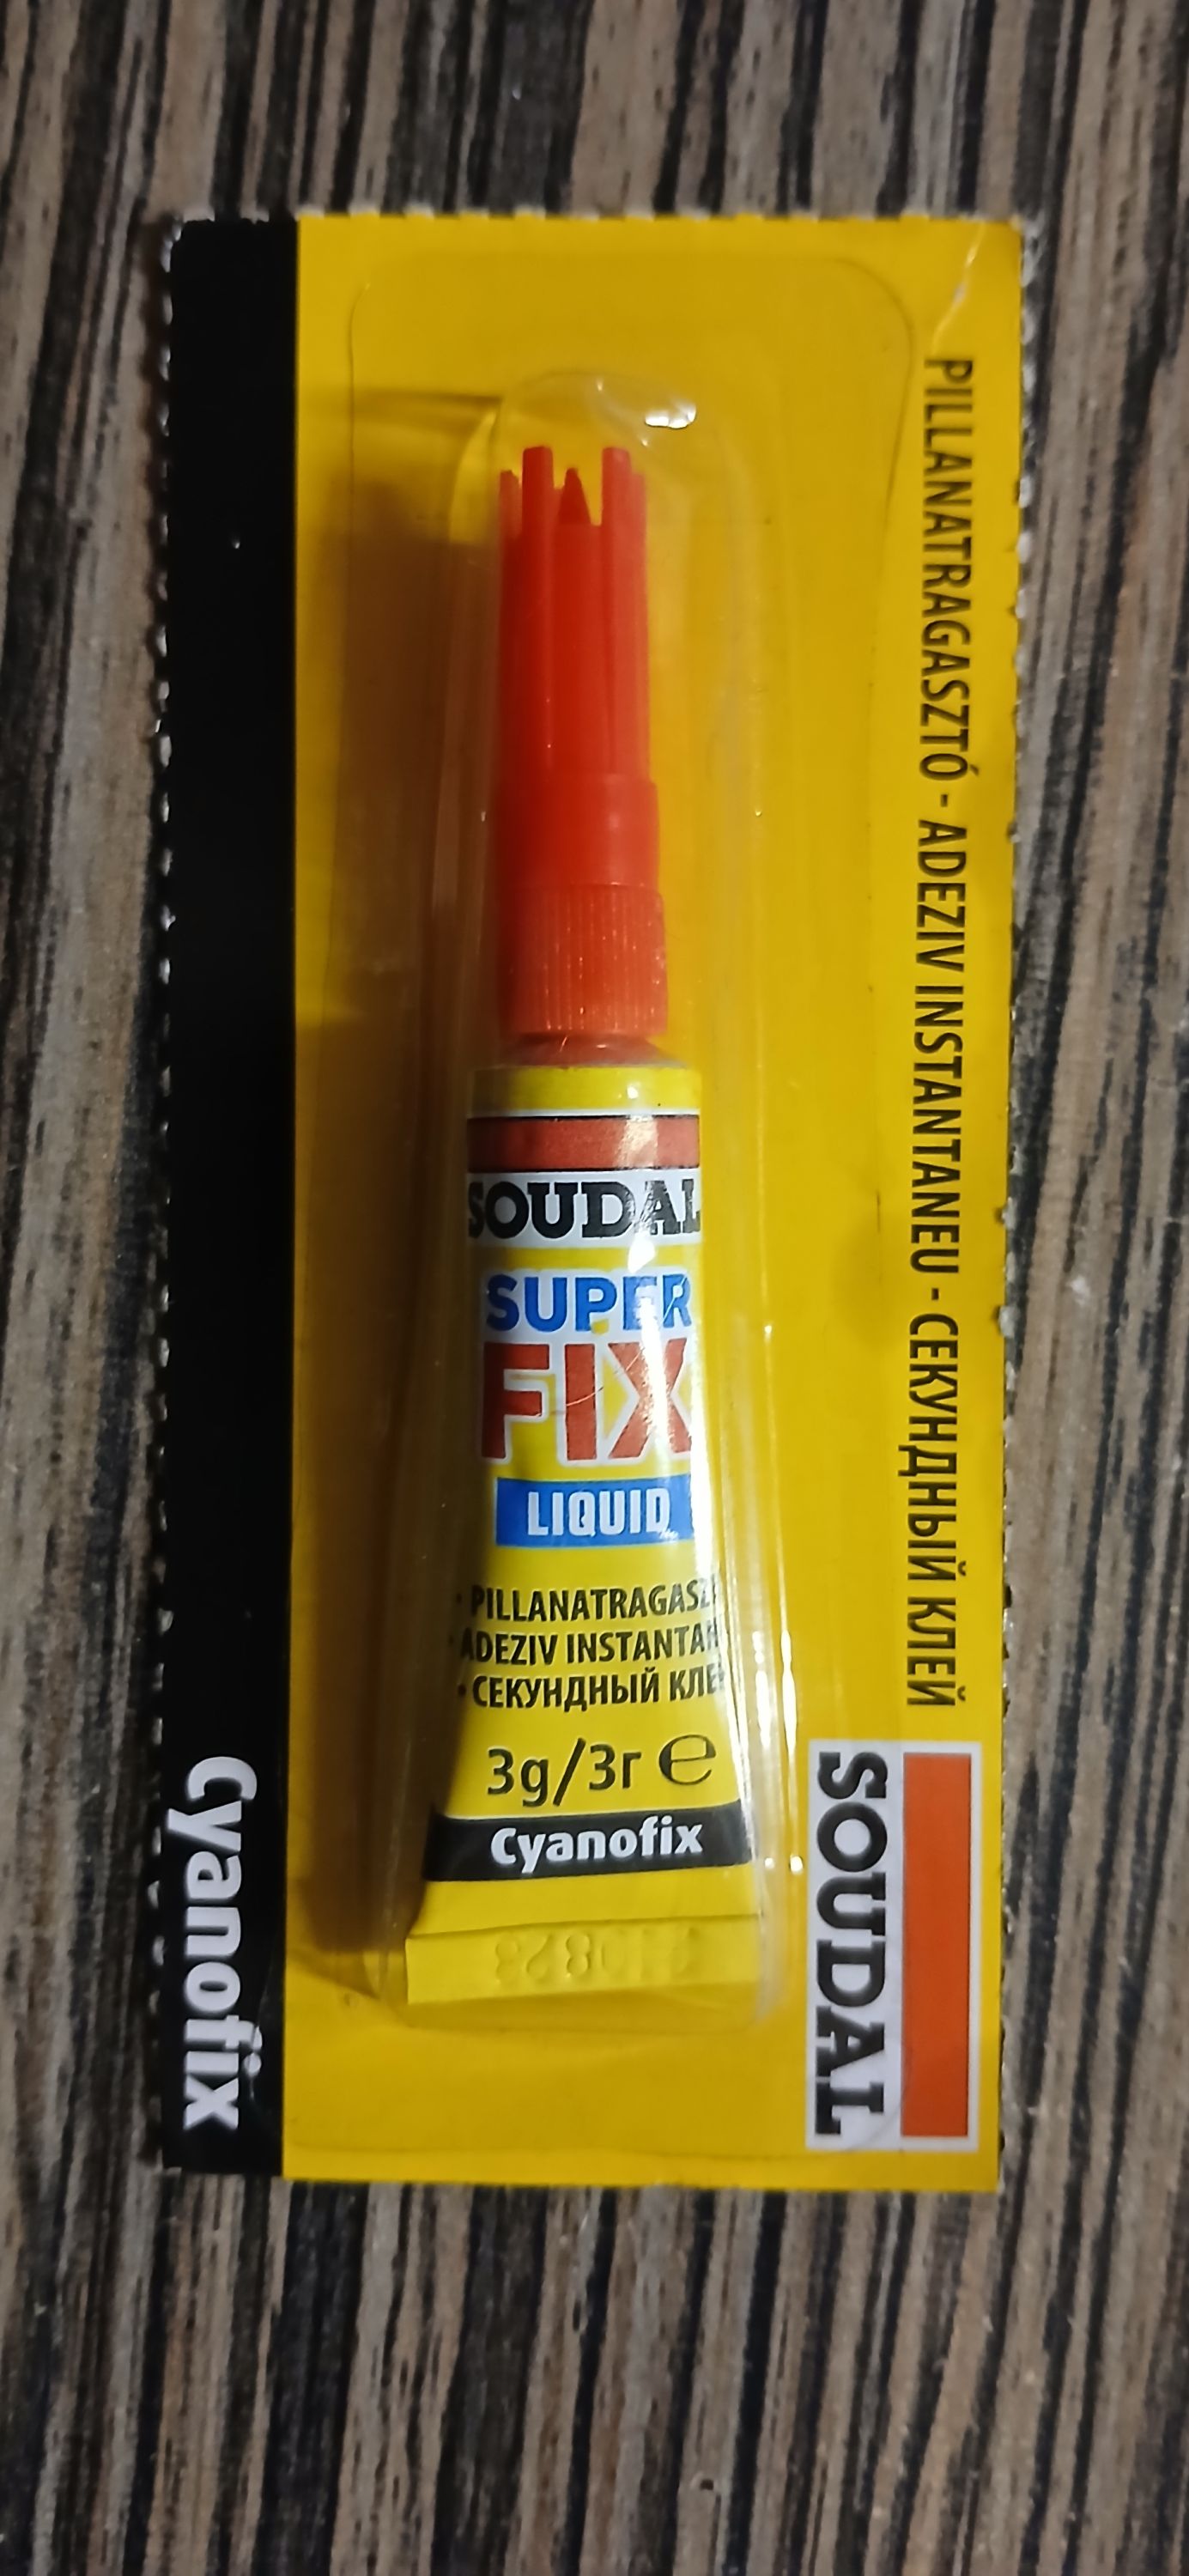 PILLANATRAGASZTÓ - ADEZIV INSTANTANEU - СЕКУНДНЫЙ КЛЕЙ
SOUDAL
SOUDAL
SUPER
FIX
LIQUID
• PILLANATRAGASZ
• ADEZIV INSTANTAN
• СЕКУНДНЫЙ КЛЕ
3g/3г ℮
Cyanofix
Cyanofix